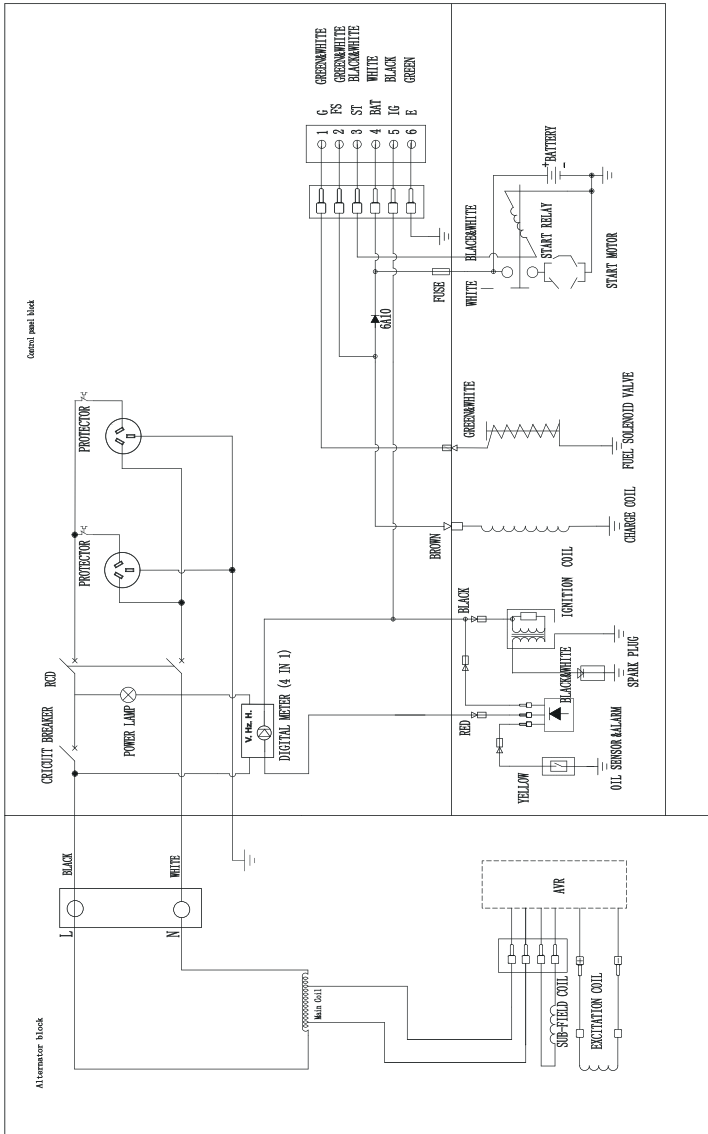 Control panel block
GREEN&WHITE
GREEN&WHITE
BLACK&WHITE
WHITE
BLACK
GREEN
G
FS
ST
BAT
IG
E
1
2
3
4
5
6
PROTECTOR
PROTECTOR
RCD
CRICUIT BREAKER
POWER LAMP
V. Hz. H.
DIGITAL METER (4 IN 1)
6A10
FUSE
WHITE
BLACE&WHITE
START RELAY
+
BATTERY
-
START MOTOR
GREEN&WHITE
FUEL SOLENOID VALVE
BROWN
CHARGE COIL
BLACK
IGNITION COIL
BLACK&WHITE
SPARK PLUG
RED
YELLOW
OIL SENSOR&ALARM
Alternator block
BLACK
WHITE
L
N
Main Coil
AVR
SUB-FIELD COIL
EXCITATION COIL
+
-